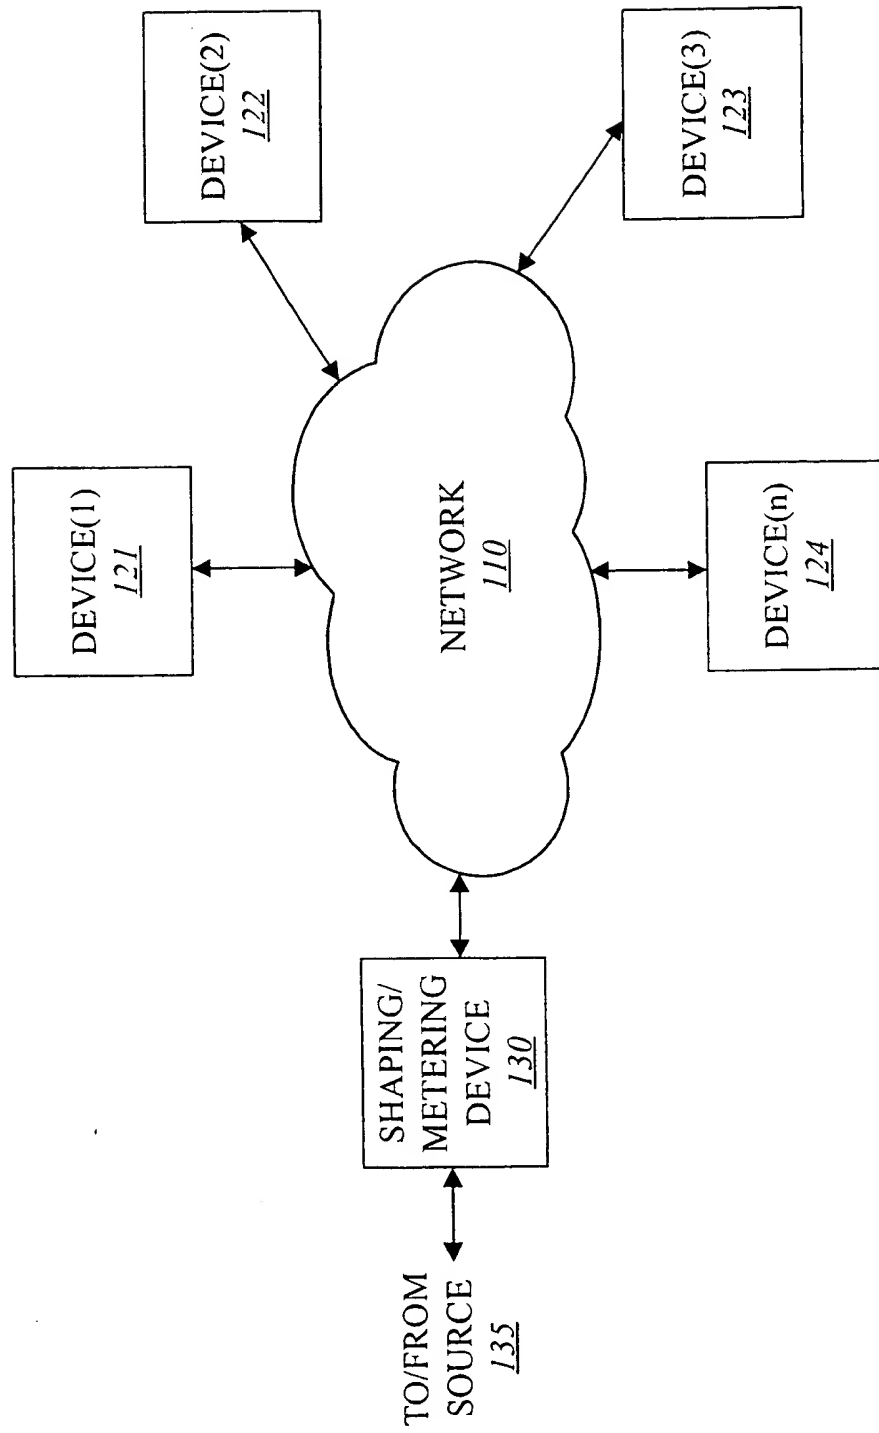 DEVICE(1)
121
DEVICE(2)
122
TO/FROM
SOURCE
135
SHAPING/
METERING
DEVICE
130
NETWORK
110
DEVICE(n)
124
DEVICE(3)
123